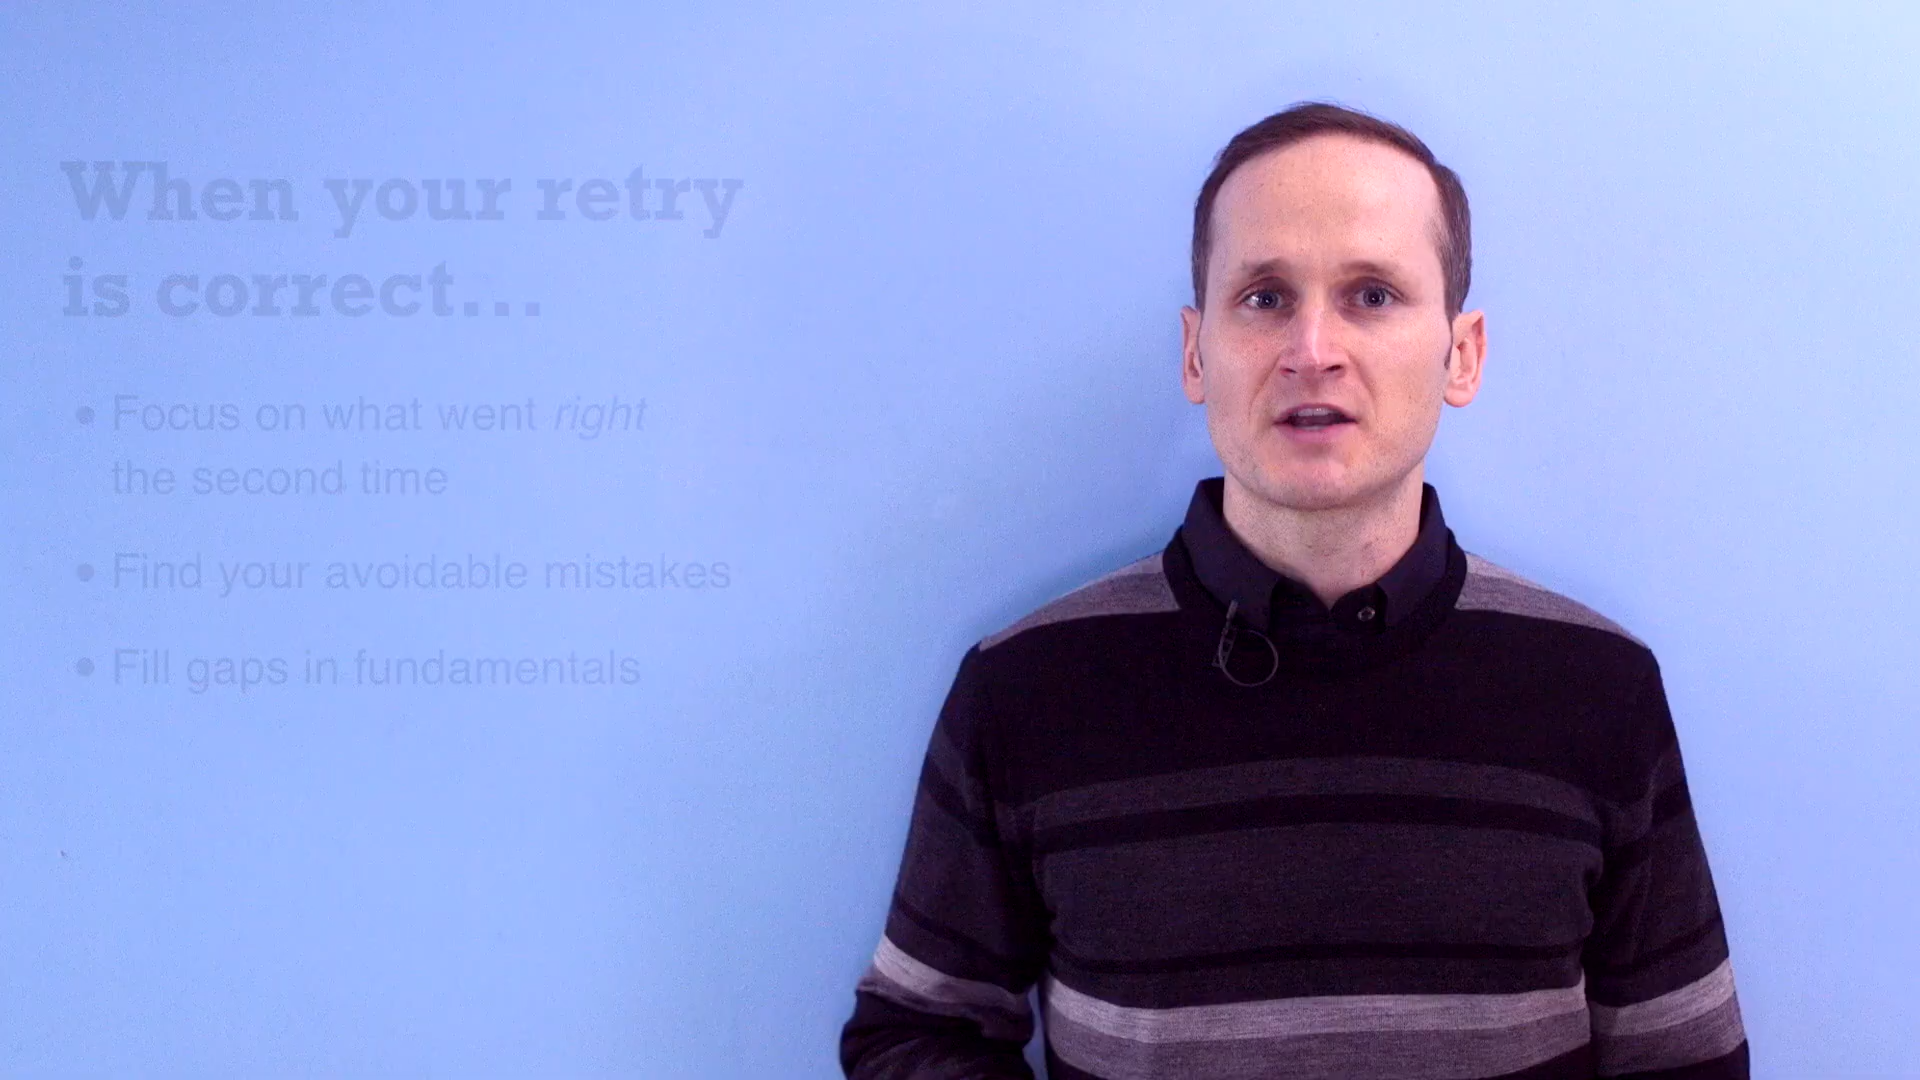 When your retry
is correct...
• Focus on what went right
the second time
• Find your avoidable mistakes
• Fill gaps in fundamentals